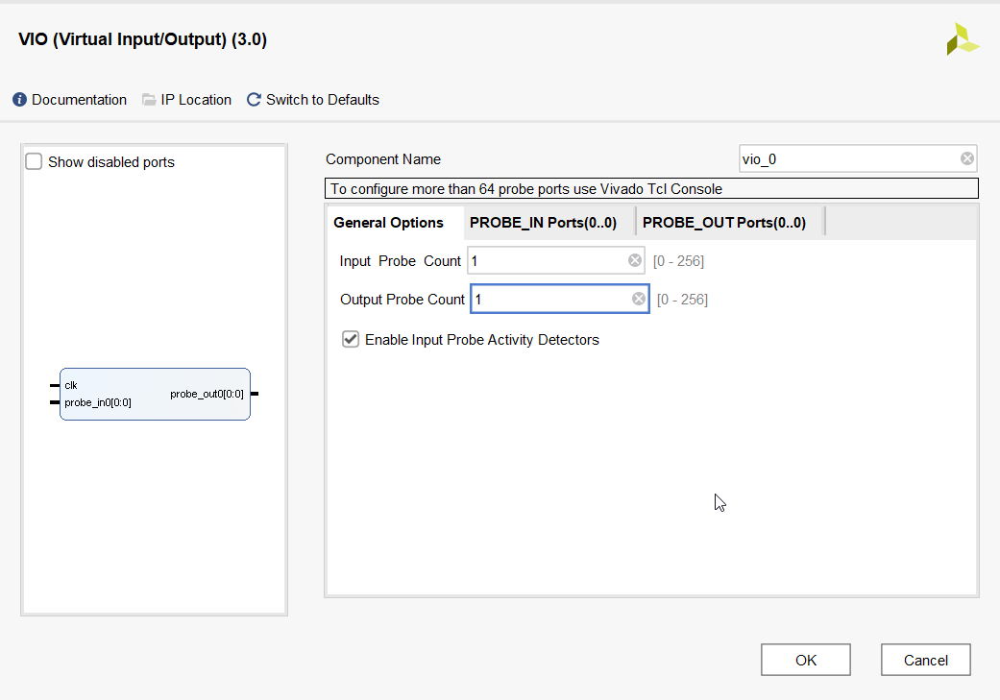 VIO (Virtual Input/Output) (3.0)
Documentation IP Location Switch to Defaults
Show disabled ports
clk
probe_in0[0:0]
probe_out0[0:0]
Component Name vio_0
To configure more than 64 probe ports use Vivado Tcl Console
General Options PROBE_IN Ports(0..0) PROBE_OUT Ports(0..0)
Input Probe Count 1 [0 - 256]
Output Probe Count 1 [0 - 256]
Enable Input Probe Activity Detectors
OK Cancel